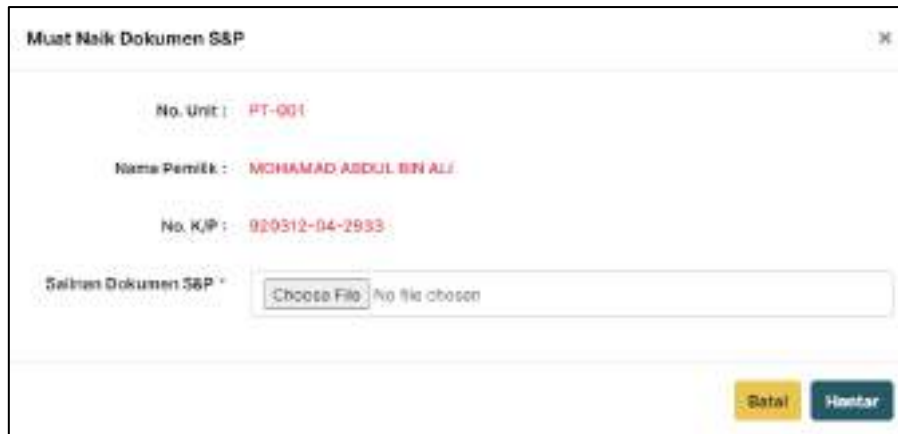 Muat Naik Dokumen S&P ×
No. Unit : PT-001
Nama Pemilik : MOHAMAD ABDUL BIN ALI
No. K/P : 920312-04-2933
Salinan Dokumen S&P *
Choose File No file chosen
Batal Hantar